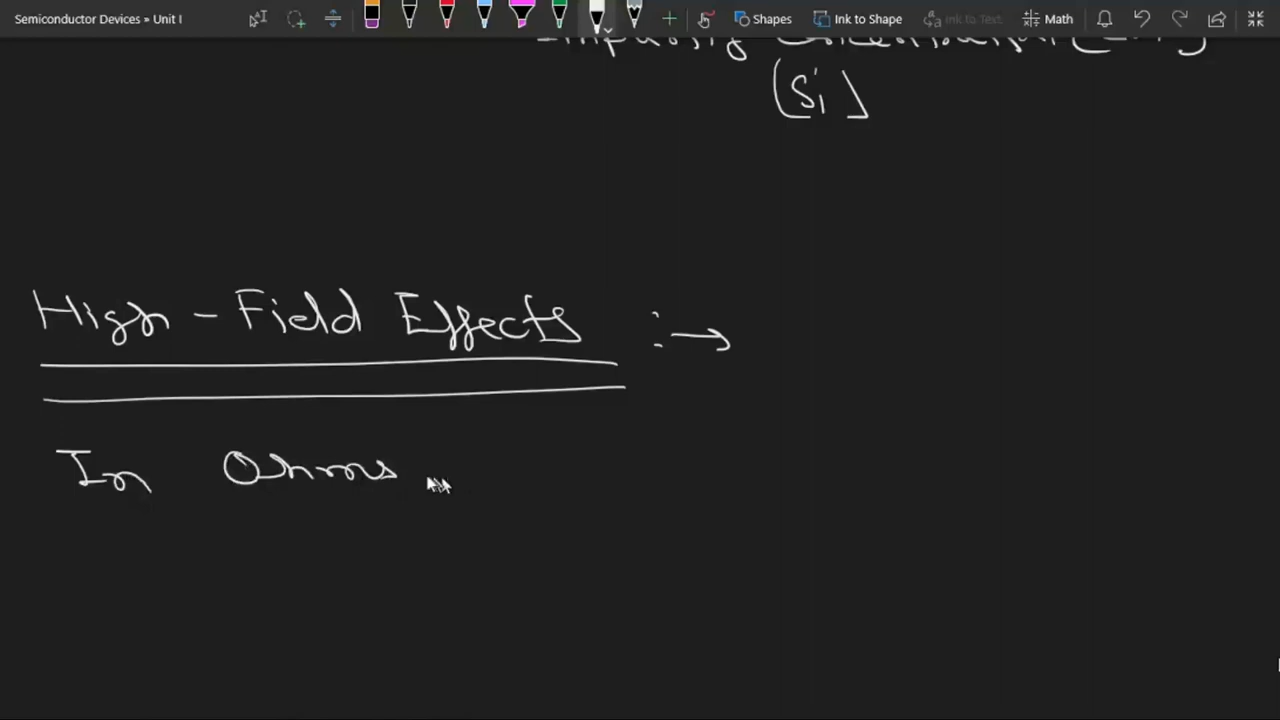 Semiconductor Devices » Unit I
Shapes
Ink to Shape
Ink to Text
Math
[Si]
High - Field Effects :→
In Ohms